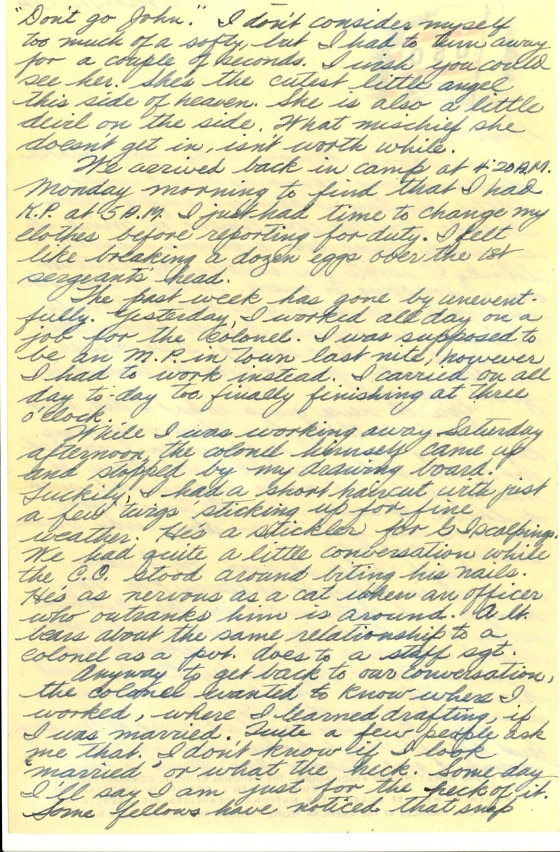 "Don't go John." I don't consider myself
too much of a softy, but I had to turn away
for a couple of seconds. I wish you could
see her. She's the cutest little angel
this side of heaven. She is also a little
devil on the side. What mischief she
doesn't get in, isn't worth while.
We arrived back in camp at 4:20 A.M.
Monday morning to find that I had
K.P. at 5 A.M. I just had time to change my
clothes before reporting for duty. I felt
like breaking a dozen eggs over the 1st
sergeants' head.
The past week has gone by unevent-
fully. Yesterday, I worked all day on a
job for the Colonel. I was supposed to
be an M.P. in town last nite, however
I had to work instead. I carried on all
day to-day too finally finishing at three
o'clock.
While I was working away Saturday
afternoon, the colonel himself came up
and stopped by my drawing board.
Luckily, I had a short haircut with just
a few twigs sticking up for fine
weather. He's a stickler for G I scalpings.
We had quite a little conversation while
the C.O. stood around biting his nails.
He's as nervous as a cat when an officer
who outranks him is around. A Lt.
bears about the same relationship to a
colonel as a pvt. does to a staff sgt.
Anyway to get back to our conversation,
the colonel wanted to know where I
worked, where I learned drafting, if
I was married. Quite a few people ask
me that. I don't know if I look
"married" or what the heck. Some day
I'll say I am just for the heck of it.
Some fellows have noticed that snap